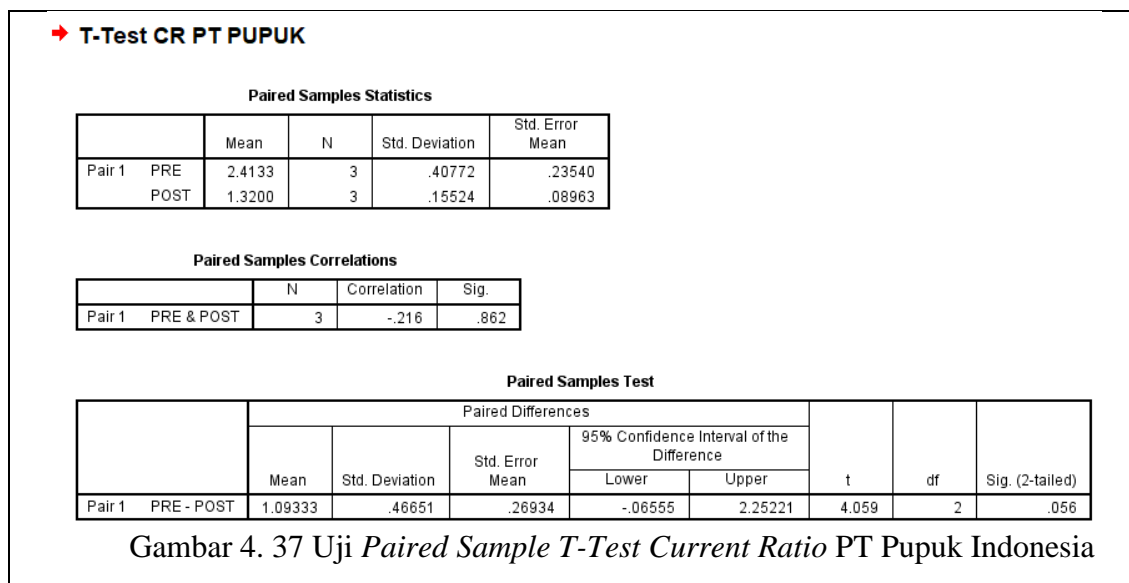 T-Test CR PT PUPUK
Paired Samples Statistics
Mean N Std. Deviation Std. Error Mean
Pair 1 PRE 2.4133 3 .40772 .23540
POST 1.3200 3 .15524 .08963
Paired Samples Correlations
N Correlation Sig.
Pair 1 PRE & POST 3 -.216 .862
Paired Samples Test
Paired Differences
95% Confidence Interval of the Difference
Mean Std. Deviation Std. Error Mean Lower Upper t df Sig. (2-tailed)
Pair 1 PRE - POST 1.09333 .46651 .26934 -.06555 2.25221 4.059 2 .056
Gambar 4. 37 Uji Paired Sample T-Test Current Ratio PT Pupuk Indonesia